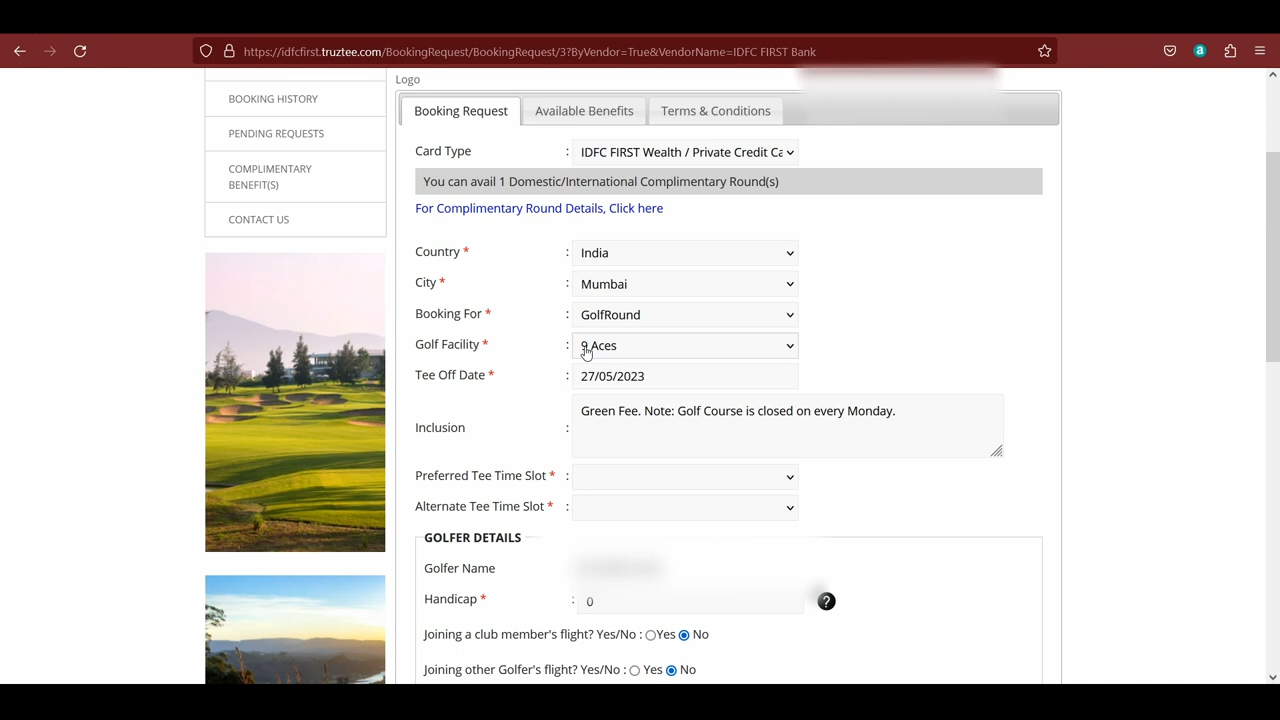 https://idfcfirst.truztee.com/BookingRequest/BookingRequest/3?ByVendor=True&VendorName=IDFC FIRST Bank
a
Logo
BOOKING HISTORY
PENDING REQUESTS
COMPLIMENTARY
BENEFIT(S)
CONTACT US
Booking Request Available Benefits Terms & Conditions
Card Type : IDFC FIRST Wealth / Private Credit Ca
You can avail 1 Domestic/International Complimentary Round(s)
For Complimentary Round Details, Click here
Country * : India
City * : Mumbai
Booking For * : GolfRound
Golf Facility * : 9 Aces
Tee Off Date * : 27/05/2023
Inclusion : Green Fee. Note: Golf Course is closed on every Monday.
Preferred Tee Time Slot * :
Alternate Tee Time Slot * :
GOLFER DETAILS
Golfer Name
Handicap * : 0 ?
Joining a club member's flight? Yes/No : Yes No
Joining other Golfer's flight? Yes/No : Yes No